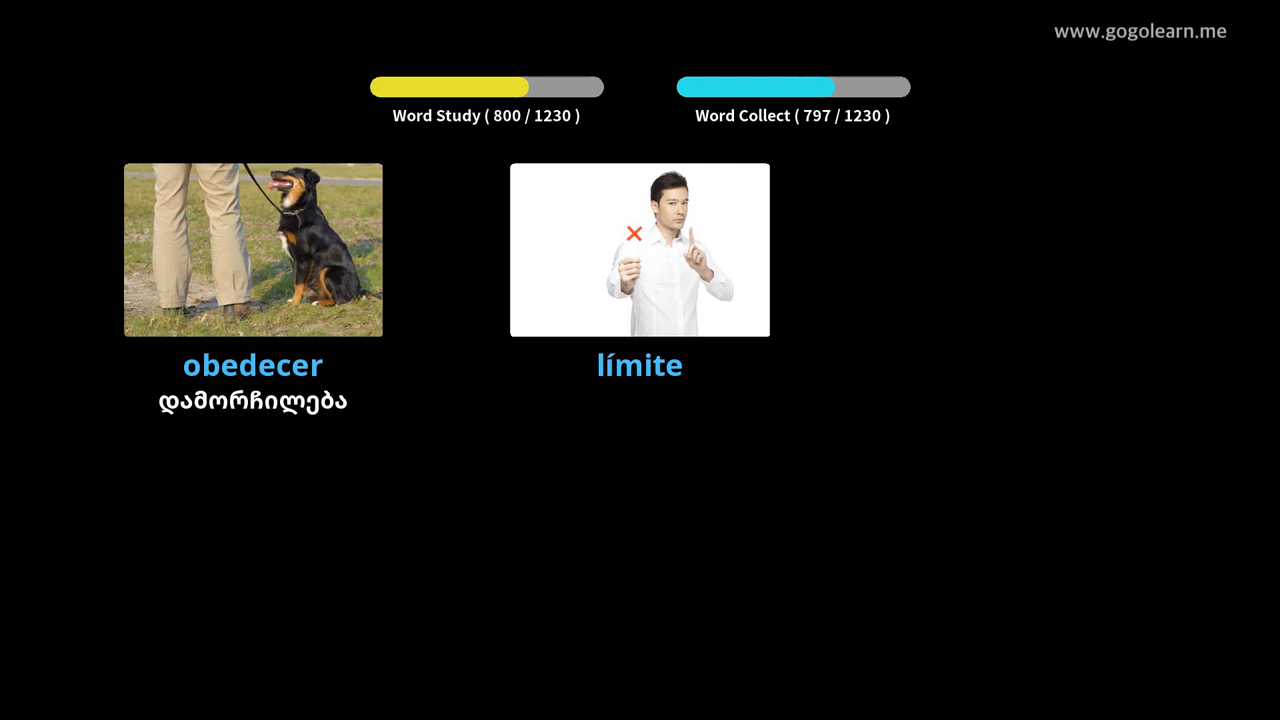 www.gogolearn.me
Word Study ( 800 / 1230 )
Word Collect ( 797 / 1230 )
obedecer
límite
დამორჩილება